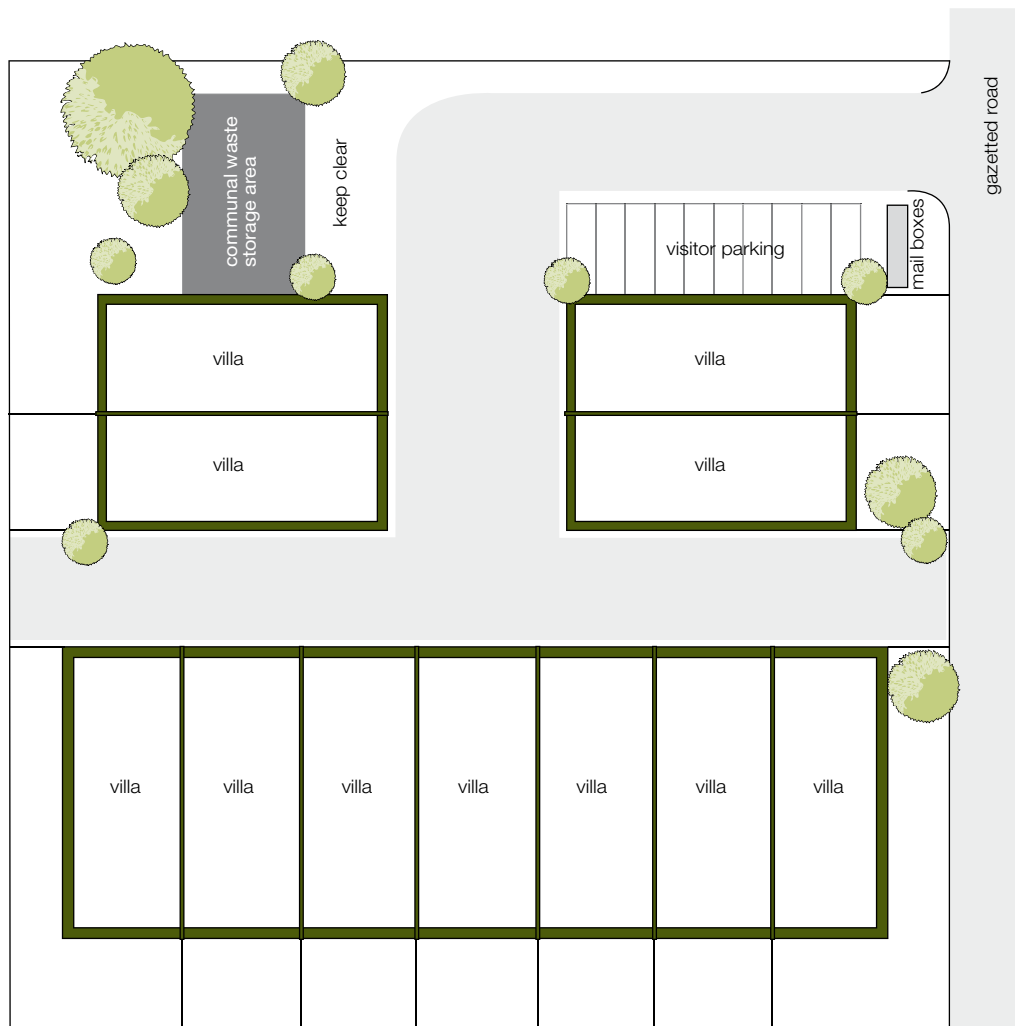 gazetted road
communal waste
storage area
keep clear
visitor parking
mail boxes
villa
villa
villa
villa
villa
villa
villa
villa
villa
villa
villa